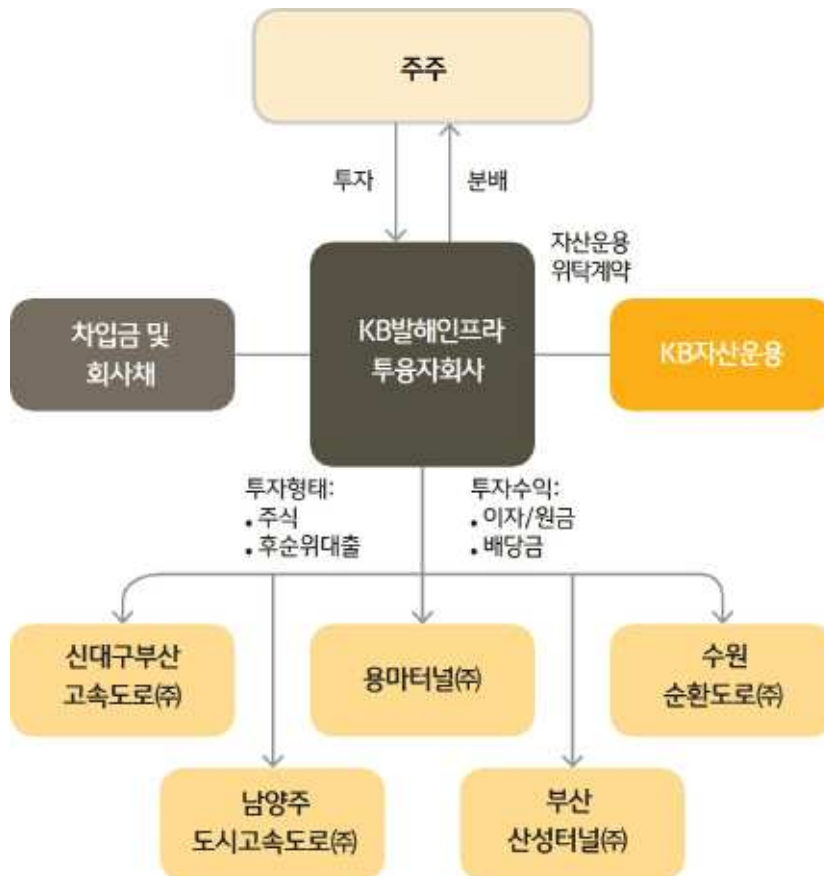 주주
투자
분배
자산운용
위탁계약
차입금 및
회사채
KB발해인프라
투융자회사
KB자산운용
투자형태:
• 주식
• 후순위대출
투자수익:
• 이자/원금
• 배당금
신대구부산
고속도로㈜
용마터널㈜
수원
순환도로㈜
남양주
도시고속도로㈜
부산
산성터널㈜